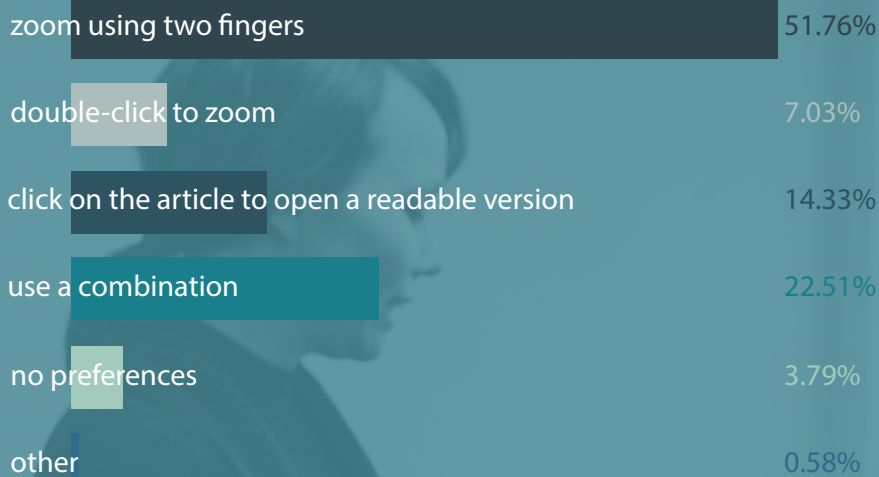 zoom using two fingers 51.76%
double-click to zoom 7.03%
click on the article to open a readable version 14.33%
use a combination 22.51%
no preferences 3.79%
other 0.58%